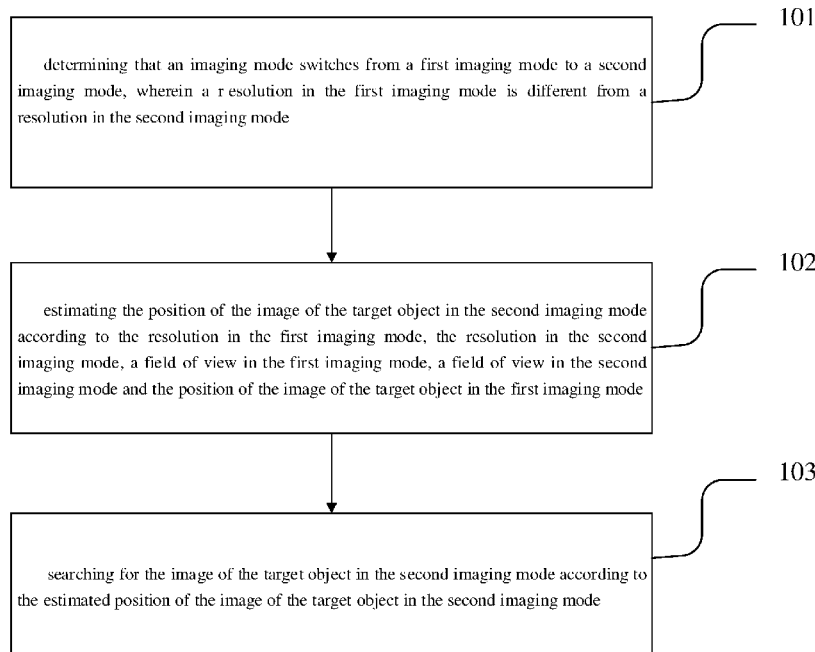 101
determining that an imaging mode switches from a first imaging mode to a second
imaging mode, wherein a r esolution in the first imaging mode is different from a
resolution in the second imaging mode
102
estimating the position of the image of the target object in the second imaging mode
according to the resolution in the first imaging mode, the resolution in the second
imaging mode, a field of view in the first imaging mode, a field of view in the second
imaging mode and the position of the image of the target object in the first imaging mode
103
searching for the image of the target object in the second imaging mode according to
the estimated position of the image of the target object in the second imaging mode